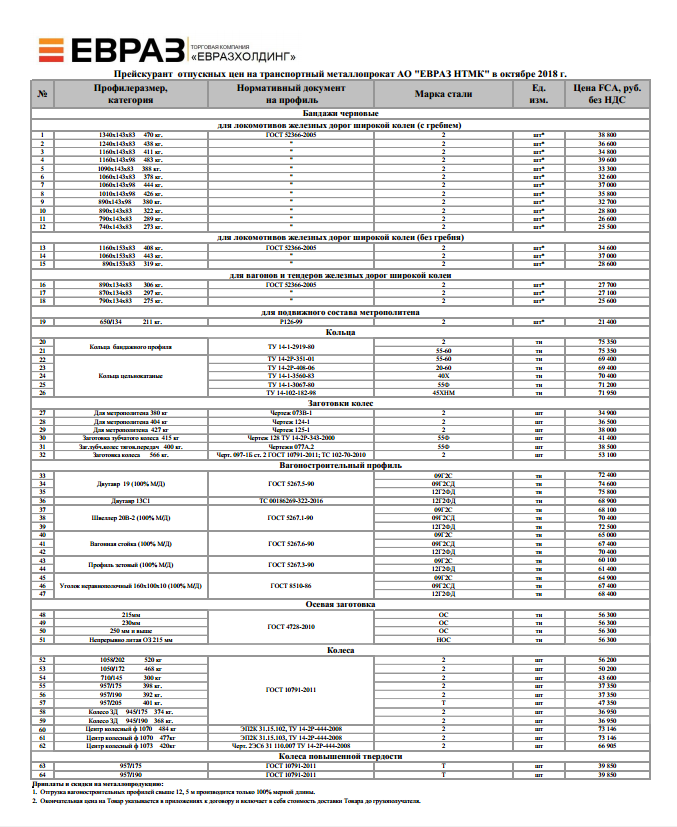 ЕВРАЗ
ТОРГОВАЯ КОМПАНИЯ
«ЕВРАЗХОЛДИНГ»
Прейскурант отпускных цен на транспортный металлопрокат АО "ЕВРАЗ НТМК" в октябре 2018 г.
№ Профилеразмер, категория Нормативный документ на профиль Марка стали Ед. изм. Цена FCA, руб. без НДС
Бандажи черновые
для локомотивов железных дорог широкой колеи (с гребнем)
1 1340х143х83 470 кг. ГОСТ 52366-2005 2 шт* 38 800
2 1240х143х83 438 кг. " 2 шт* 36 600
3 1160х143х83 411 кг. " 2 шт* 34 800
4 1160х143х98 483 кг. " 2 шт* 39 600
5 1090х143х83 388 кг. " 2 шт* 33 300
6 1060х143х83 378 кг. " 2 шт* 32 600
7 1060х143х98 444 кг. " 2 шт* 37 000
8 1010х143х98 426 кг. " 2 шт* 35 800
9 890х143х98 380 кг. " 2 шт* 32 700
10 890х143х83 322 кг. " 2 шт* 28 800
11 790х143х83 289 кг. " 2 шт* 26 600
12 740х143х83 273 кг. " 2 шт* 25 500
для локомотивов железных дорог широкой колеи (без гребня)
13 1160х153х83 408 кг. ГОСТ 52366-2005 2 шт* 34 600
14 1060х153х98 443 кг. " 2 шт* 37 000
15 890х153х83 319 кг. " 2 шт* 28 600
для вагонов и тендеров железных дорог широкой колеи
16 890х134х83 306 кг. ГОСТ 52366-2005 2 шт* 27 700
17 870х134х83 297 кг. " 2 шт* 27 100
18 790х134х83 275 кг. " 2 шт* 25 600
для подвижного состава метрополитена
19 650/134 211 кг. Р126-99 2 шт* 21 400
Кольца
20 Кольца бандажного профиля ТУ 14-1-2919-80 2 тн 75 350
21 55-60 тн 75 350
22 Кольца цельнокатаные ТУ 14-2Р-351-01 55-60 тн 69 400
23 ТУ 14-2Р-408-06 20-60 тн 69 400
24 ТУ 14-1-3560-83 40Х тн 70 400
25 ТУ 14-1-3067-80 55Ф тн 71 200
26 ТУ 14-102-182-98 45ХНМ тн 71 950
Заготовки колес
27 Для метрополитена 380 кг Чертеж 073В-1 2 шт 34 900
28 Для метрополитена 404 кг Чертеж 124-1 2 шт 36 500
29 Для метрополитена 427 кг Чертеж 125-1 2 шт 38 000
30 Заготовка зубчатого колеса 415 кг Чертеж 128 ТУ 14-2Р-343-2000 55Ф шт 41 400
31 Заг.зуб.колес тягов.передач 400 кг. Чертежи 077А.2 55Ф шт 38 500
32 Заготовка колеса 566 кг. Черт. 097-1Б ст. 2 ГОСТ 10791-2011; ТС 102-70-2010 2 шт 53 100
Вагоностроительный профиль
33 Двутавр 19 (100% М/Д) ГОСТ 5267.5-90 09Г2С тн 72 400
34 09Г2СД тн 74 600
35 12Г2ФД тн 75 800
36 Двутавр 13С1 ТС 00186269-322-2016 12Г2ФД тн 68 900
37 Швеллер 20В-2 (100% М/Д) ГОСТ 5267.1-90 09Г2С тн 68 100
38 09Г2СД тн 70 400
39 12Г2ФД тн 72 500
40 Вагонная стойка (100% М/Д) ГОСТ 5267.6-90 09Г2С тн 65 000
41 09Г2СД тн 67 400
42 12Г2ФД тн 70 400
43 Профиль зетовый (100% М/Д) ГОСТ 5267.3-90 09Г2С тн 60 100
44 12Г2ФД тн 61 400
45 Уголок неравнополочный 160х100х10 (100% М/Д) ГОСТ 8510-86 09Г2С тн 64 900
46 09Г2СД тн 67 400
47 12Г2ФД тн 68 400
Осевая заготовка
48 215мм ГОСТ 4728-2010 ОС тн 56 300
49 230мм ОС тн 56 300
50 250 мм и выше ОС тн 56 300
51 Непрерывно литая ОЗ 215 мм НОС тн 56 300
Колеса
52 1058/202 520 кг ГОСТ 10791-2011 2 шт 56 200
53 1050/172 468 кг 2 шт 50 200
54 710/145 300 кг 2 шт 43 600
55 957/175 398 кг. 2 шт 37 350
56 957/190 392 кг. 2 шт 37 350
57 957/205 401 кг. Т шт 47 350
58 Колесо ЗД 945/175 374 кг. 2 шт 36 950
59 Колесо ЗД 945/190 368 кг. 2 шт 36 950
60 Центр колесный ф 1070 484 кг ЭП2К 31.15.102, ТУ 14-2Р-444-2008 2 шт 73 146
61 Центр колесный ф 1070 477кг ЭП2К 31.15.103, ТУ 14-2Р-444-2008 2 шт 73 146
62 Центр колесный ф 1073 420кг Черт. 2ЭС6 31 110.007 ТУ 14-2Р-444-2008 2 шт 66 905
Колеса повышенной твердости
63 957/175 ГОСТ 10791-2011 Т шт 39 850
64 957/190 ГОСТ 10791-2011 Т шт 39 850
Приплаты и скидки на металлопродукцию:
1. Отгрузка вагоностроительных профилей свыше 12, 5 м производится только 100% мерной длины.
2. Окончательная цена на Товар указывается в приложениях к договору и включает в себя стоимость доставки Товара до грузополучателя.